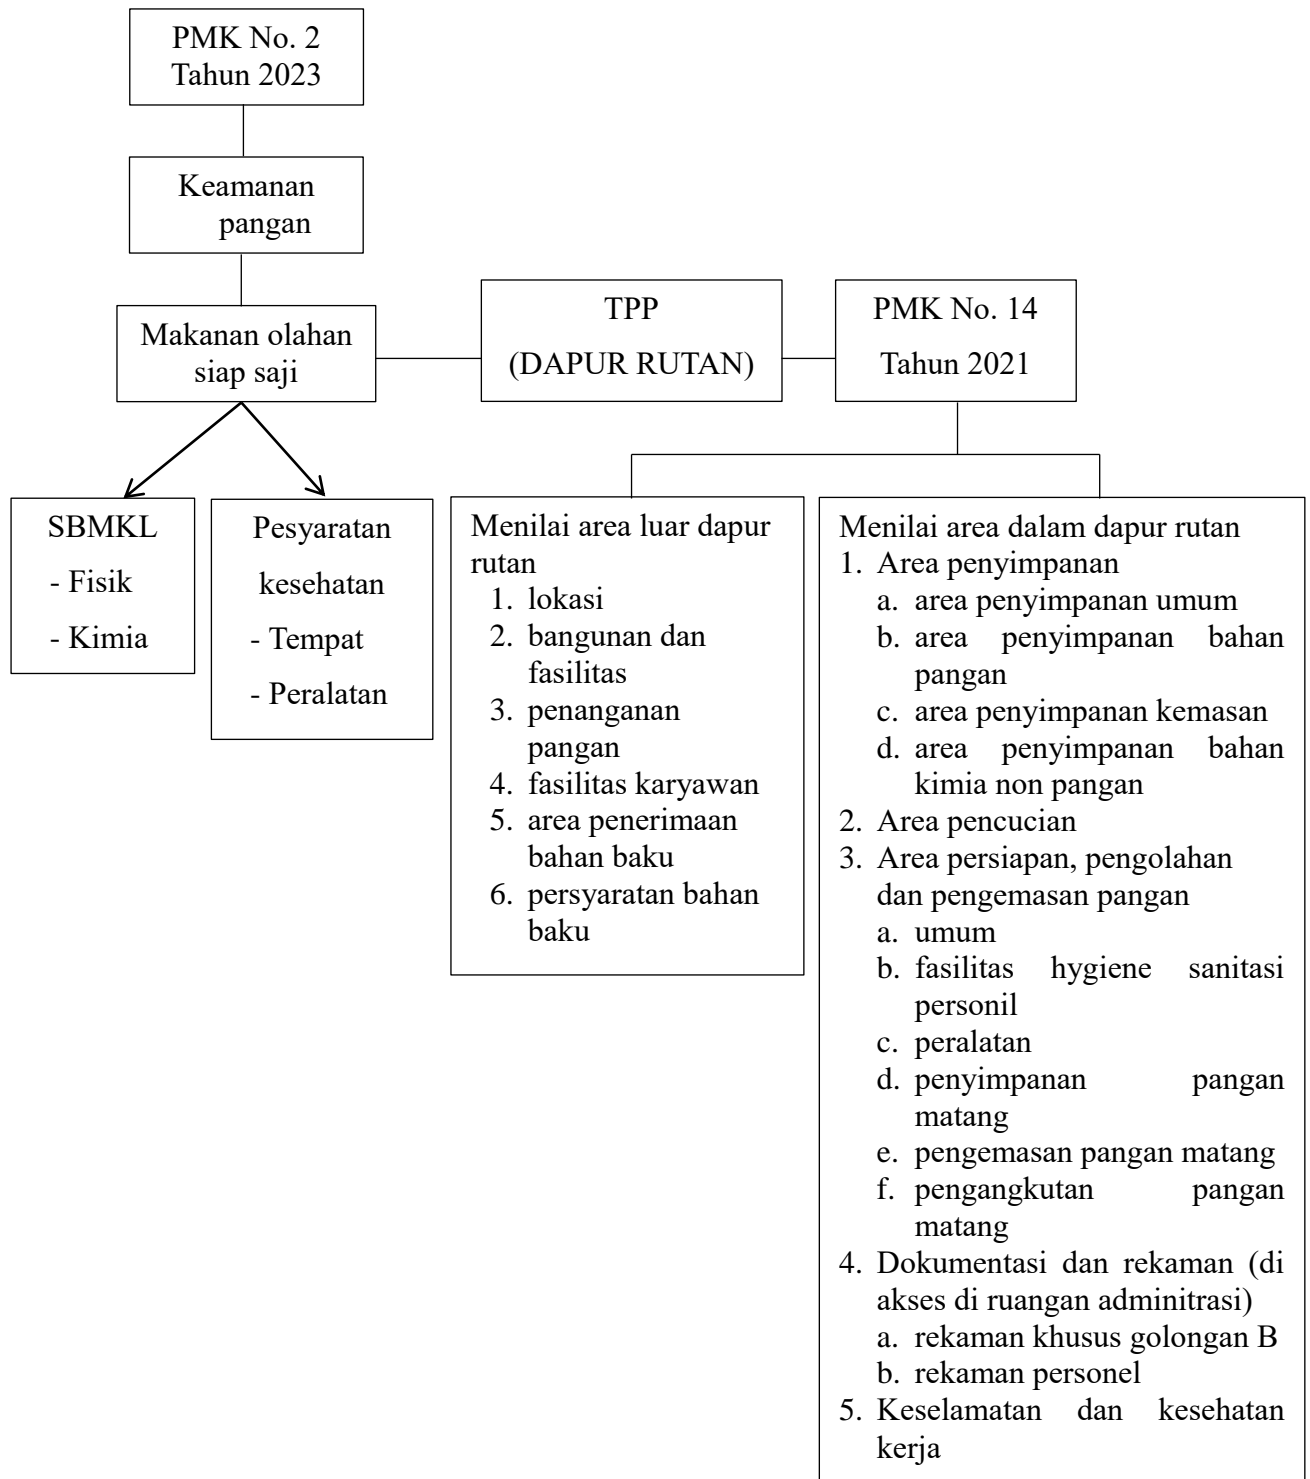 PMK No. 2
Tahun 2023
Keamanan
pangan
Makanan olahan
siap saji
TPP
(DAPUR RUTAN)
PMK No. 14
Tahun 2021
SBMKL
- Fisik
- Kimia
Pesyaratan
kesehatan
- Tempat
- Peralatan
Menilai area luar dapur
rutan
1. lokasi
2. bangunan dan
fasilitas
3. penanganan
pangan
4. fasilitas karyawan
5. area penerimaan
bahan baku
6. persyaratan bahan
baku
Menilai area dalam dapur rutan
1. Area penyimpanan
a. area penyimpanan umum
b. area penyimpanan bahan
pangan
c. area penyimpanan kemasan
d. area penyimpanan bahan
kimia non pangan
2. Area pencucian
3. Area persiapan, pengolahan
dan pengemasan pangan
a. umum
b. fasilitas hygiene sanitasi
personil
c. peralatan
d. penyimpanan pangan
matang
e. pengemasan pangan matang
f. pengangkutan pangan
matang
4. Dokumentasi dan rekaman (di
akses di ruangan adminitrasi)
a. rekaman khusus golongan B
b. rekaman personel
5. Keselamatan dan kesehatan
kerja